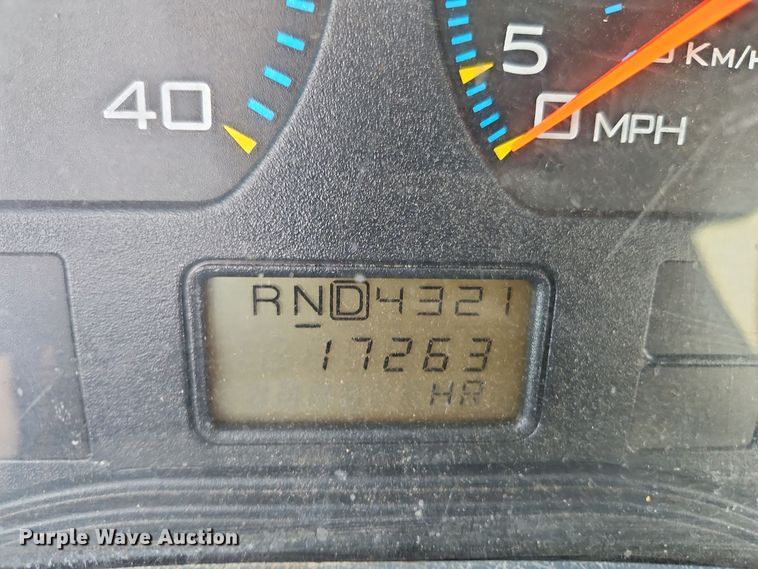 5
KM/H
40
0 MPH
RND4321
17263
HR
Purple Wave Auction